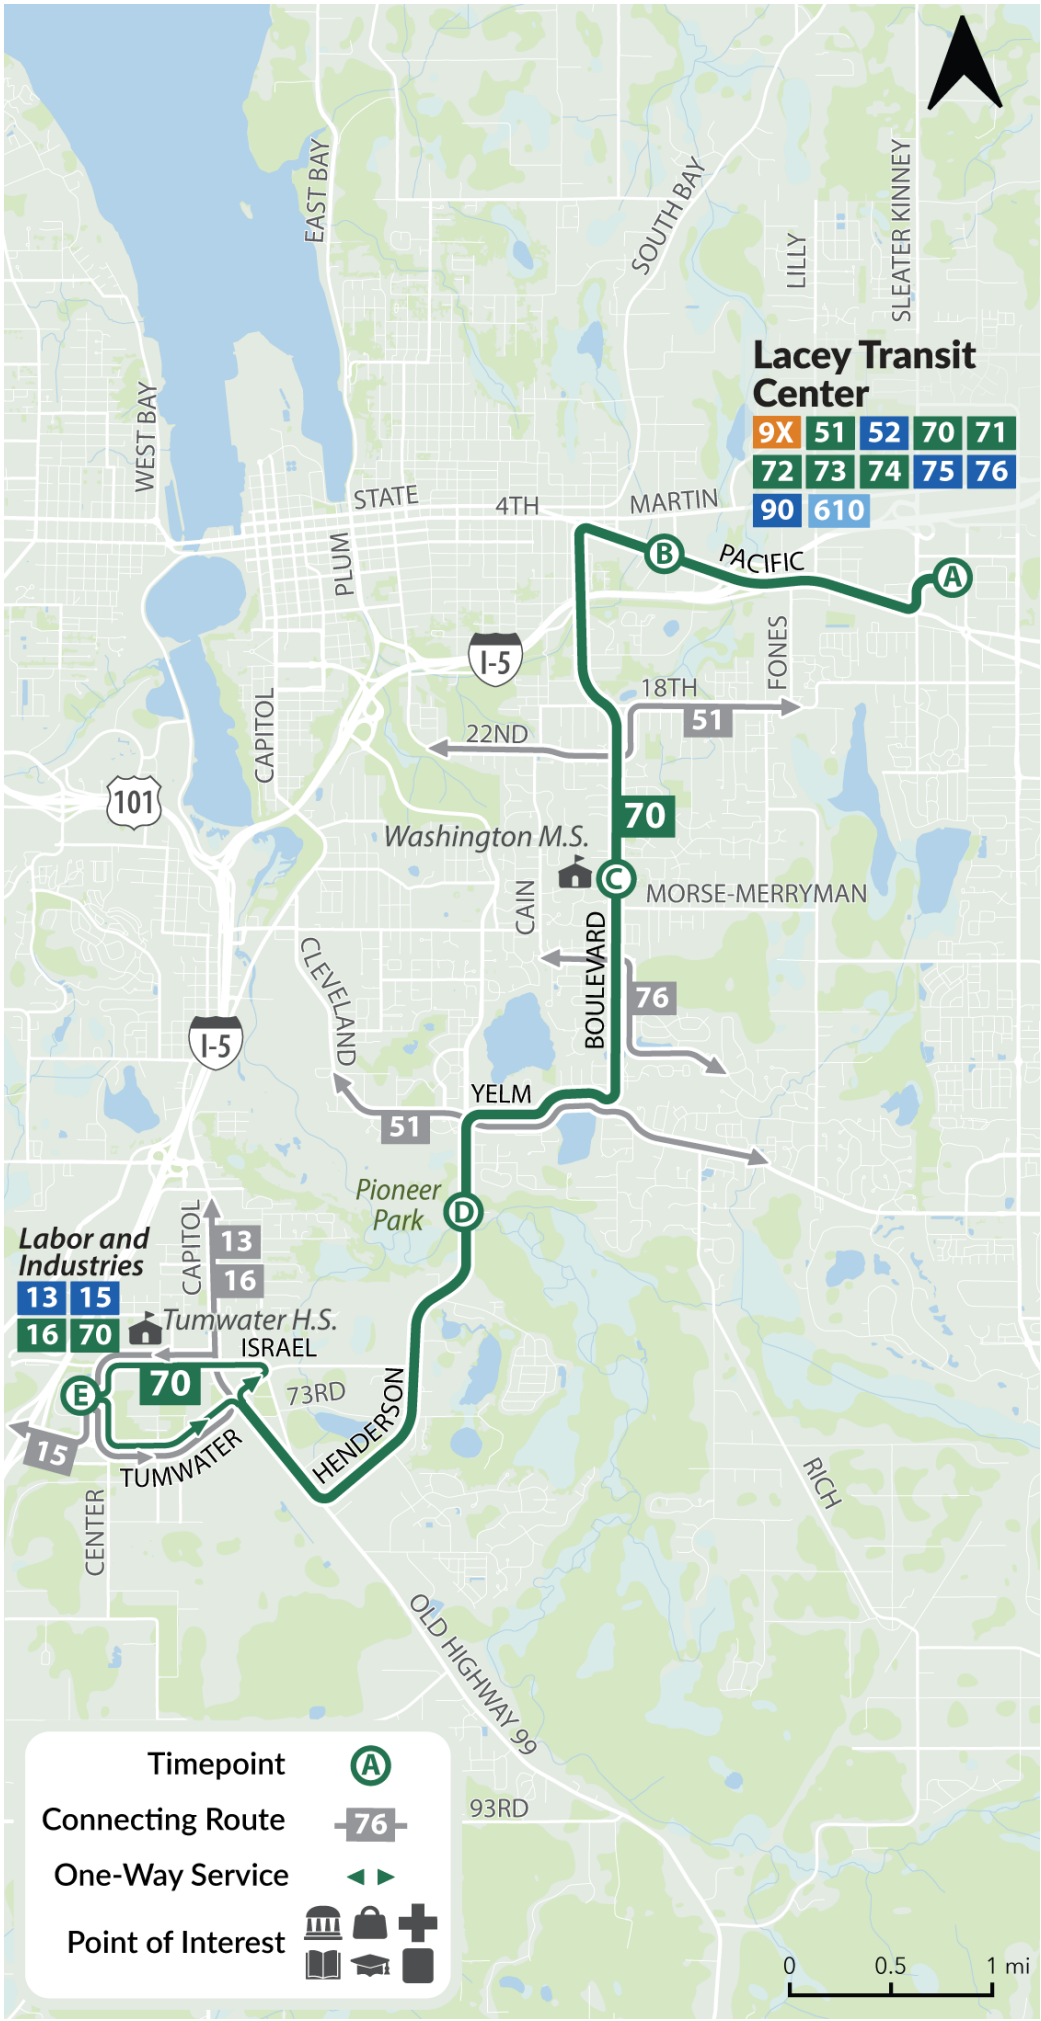 EAST BAY
SOUTH BAY
LILLY
SLEATER KINNEY
WEST BAY
Lacey Transit
Center
9X 51 52 70 71
72 73 74 75 76
90 610
STATE
4TH
MARTIN
PLUM
B
PACIFIC
A
I-5
FONES
18TH
51
22ND
CAPITOL
101
70
Washington M.S.
C
MORSE-MERRYMAN
CAIN
BOULEVARD
CLEVELAND
76
I-5
YELM
51
Pioneer
Park
D
CAPITOL
13
16
Labor and
Industries
13 15
16 70
Tumwater H.S.
ISRAEL
E
70
73RD
HENDERSON
15
TUMWATER
CENTER
RICH
OLD HIGHWAY 99
93RD
Timepoint A
Connecting Route 76
One-Way Service
Point of Interest
0 0.5 1 mi